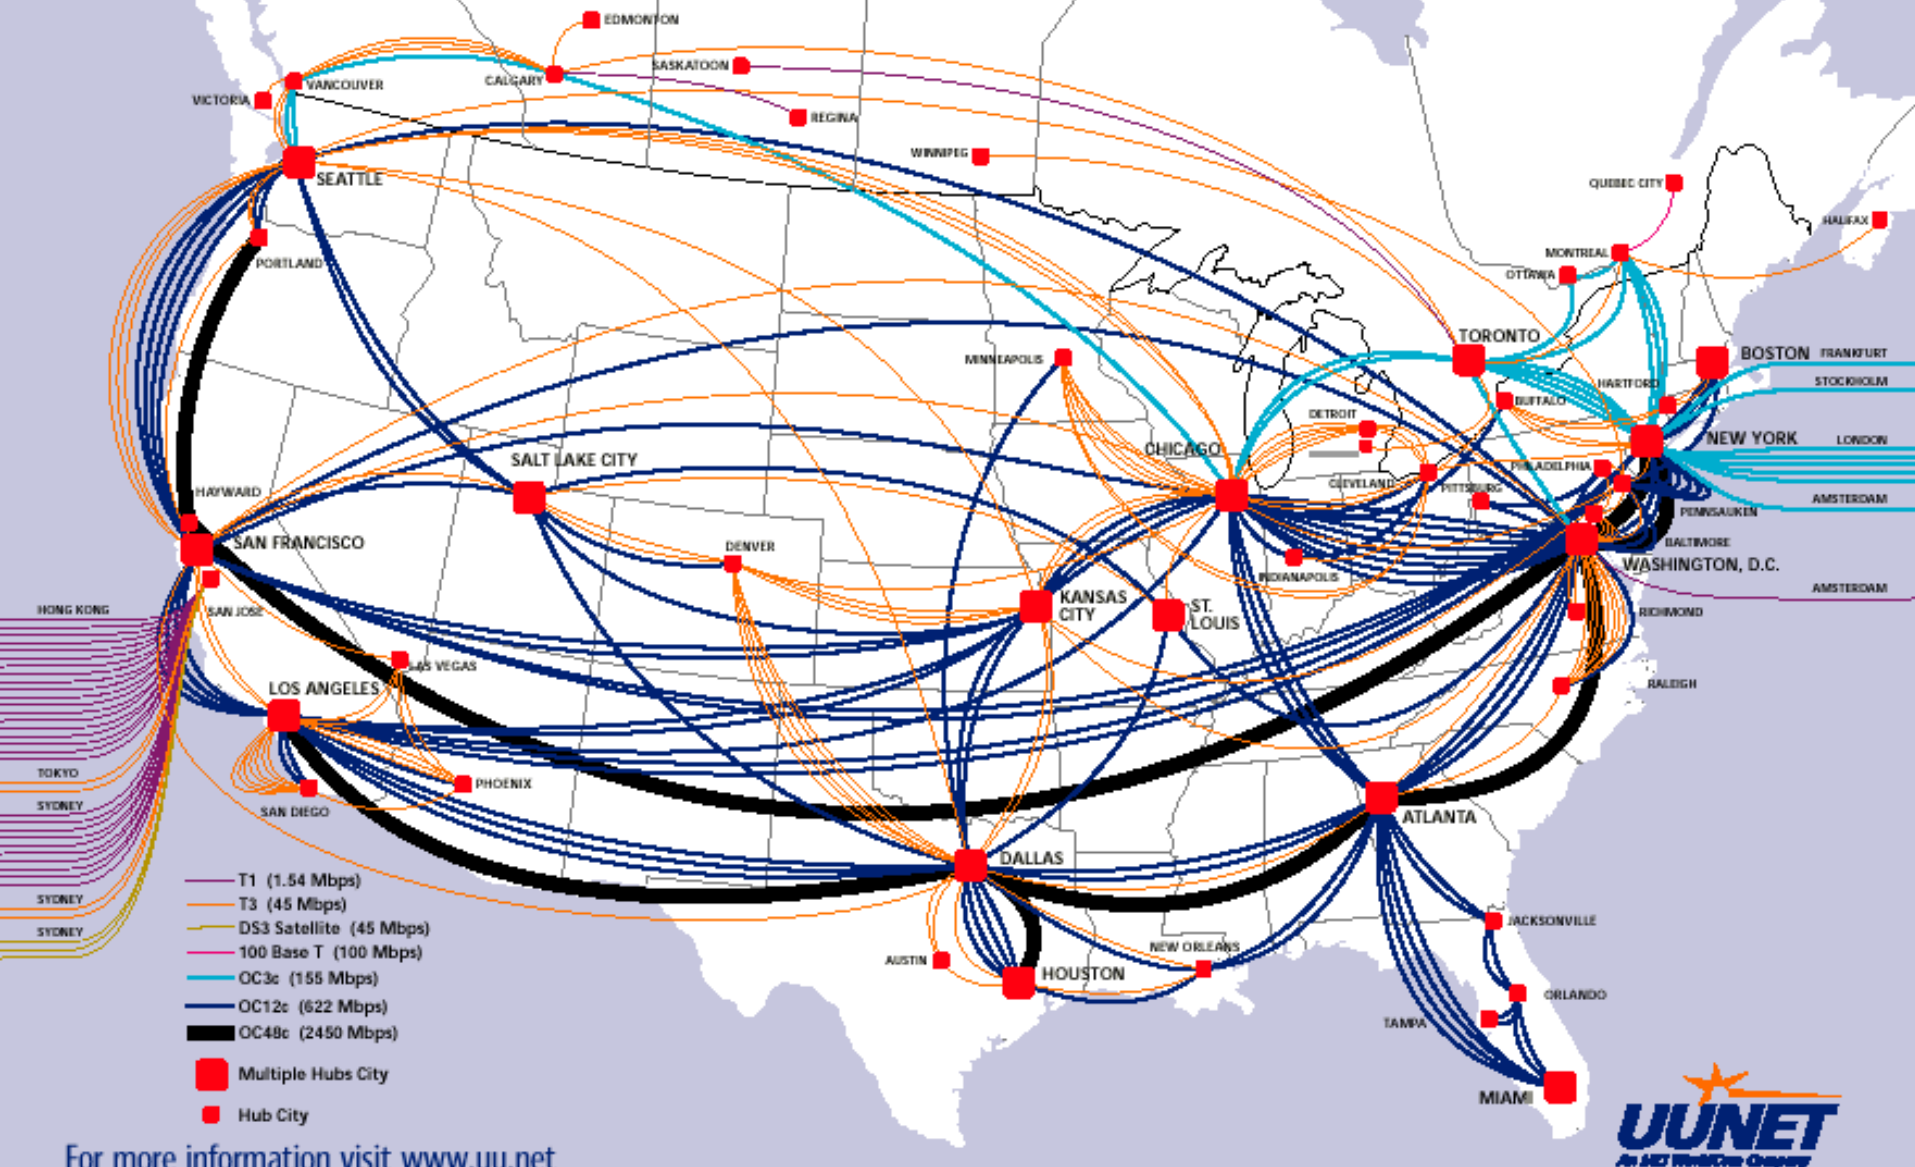 EDMONTON
SASKATOON
CALGARY
VANCOUVER
VICTORIA
REGINA
WINNIPEG
SEATTLE
QUEBEC CITY
HALIFAX
MONTREAL
OTTAWA
PORTLAND
TORONTO
BOSTON
FRANKFURT
MINNEAPOLIS
STOCKHOLM
HARTFORD
BUFFALO
DETROIT
NEW YORK
LONDON
CHICAGO
SALT LAKE CITY
PHILADELPHIA
CLEVELAND
PITTSBURG
HAYWARD
AMSTERDAM
PENNSAUKEN
SAN FRANCISCO
DENVER
BALTIMORE
WASHINGTON, D.C.
INDIANAPOLIS
AMSTERDAM
KANSAS
CITY
ST.
LOUIS
HONG KONG
SAN JOSE
RICHMOND
LAS VEGAS
LOS ANGELES
RALEIGH
TOKYO
PHOENIX
SYDNEY
SAN DIEGO
ATLANTA
DALLAS
SYDNEY
SYDNEY
JACKSONVILLE
NEW ORLEANS
AUSTIN
HOUSTON
ORLANDO
TAMPA
MIAMI
T1 (1.54 Mbps)
T3 (45 Mbps)
DS3 Satellite (45 Mbps)
100 Base T (100 Mbps)
OC3c (155 Mbps)
OC12c (622 Mbps)
OC48c (2450 Mbps)
Multiple Hubs City
Hub City
For more information visit www.uu.net
UUNET
An MCI WorldCom Company